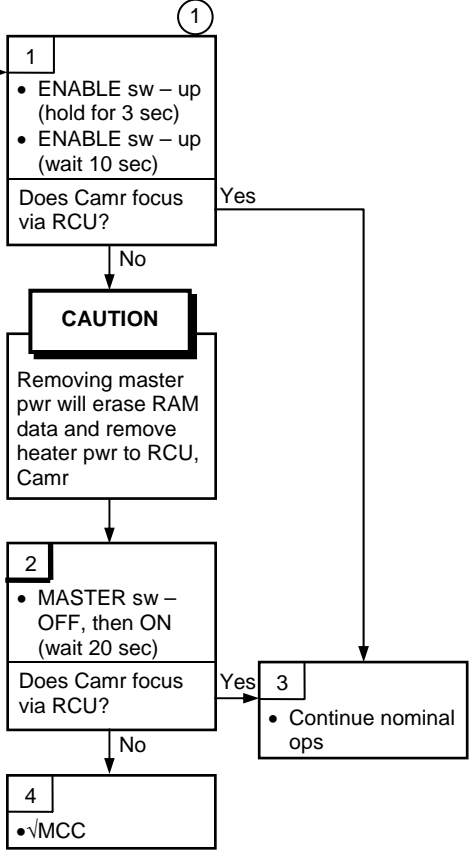 1
1
• ENABLE sw – up
(hold for 3 sec)
• ENABLE sw – up
(wait 10 sec)
Does Camr focus
via RCU?
Yes
No
CAUTION
Removing master
pwr will erase RAM
data and remove
heater pwr to RCU,
Camr
2
• MASTER sw –
OFF, then ON
(wait 20 sec)
Does Camr focus
via RCU?
Yes
No
3
• Continue nominal
ops
4
•√MCC